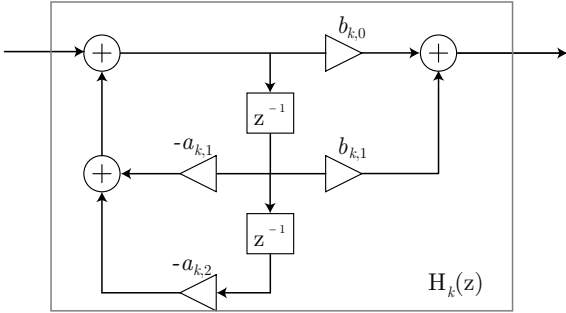 b_{k,0}
+
+
z^{-1}
-a_{k,1}
b_{k,1}
+
z^{-1}
-a_{k,2}
H_k(z)